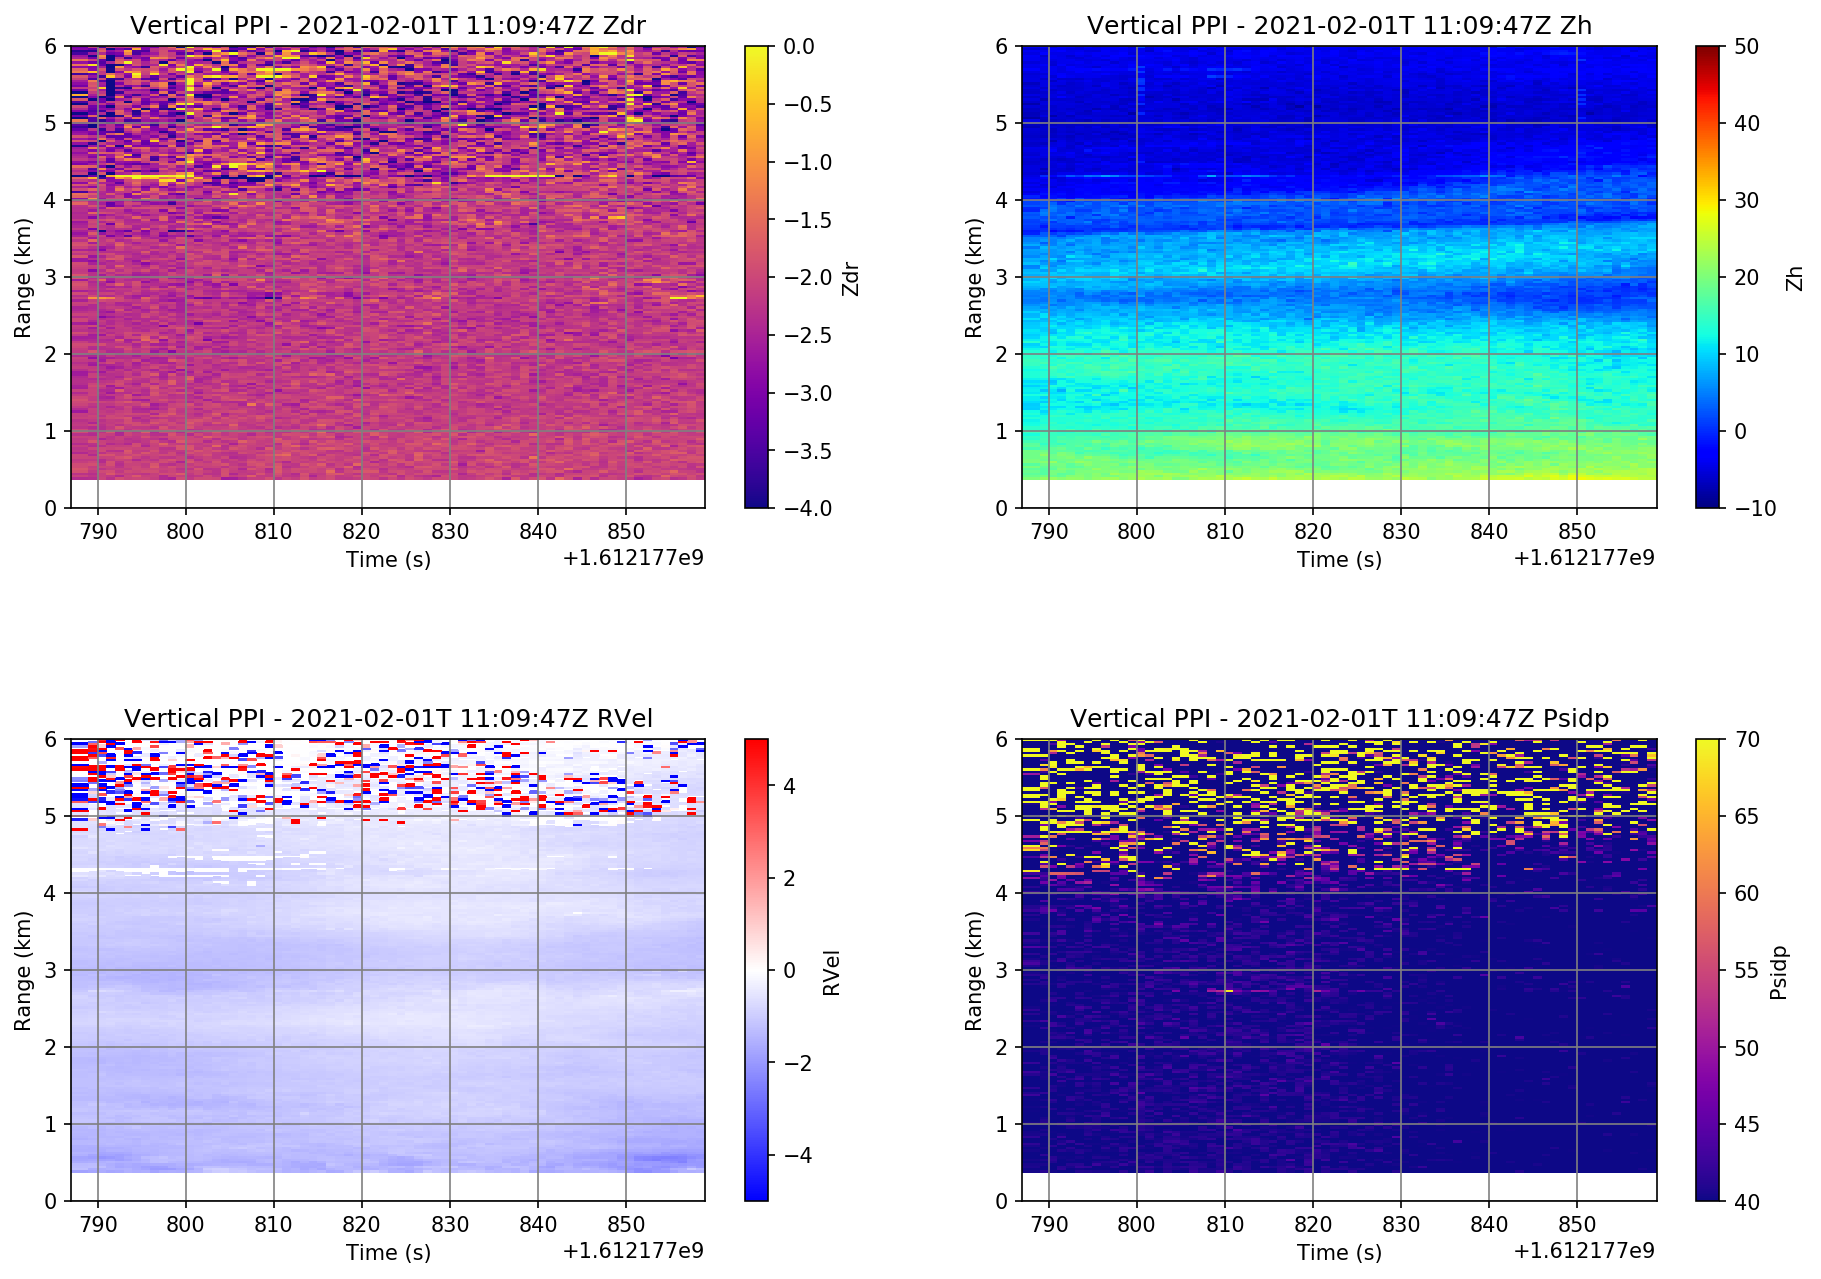 Vertical PPI - 2021-02-01T 11:09:47Z Zdr
6
5
4
3
2
1
0
Range (km)
790 800 810 820 830 840 850
Time (s)
+1.612177e9
0.0
−0.5
−1.0
−1.5
−2.0
−2.5
−3.0
−3.5
−4.0
Zdr
Vertical PPI - 2021-02-01T 11:09:47Z Zh
6
5
4
3
2
1
0
Range (km)
790 800 810 820 830 840 850
Time (s)
+1.612177e9
50
40
30
20
10
0
−10
Zh
Vertical PPI - 2021-02-01T 11:09:47Z RVel
6
5
4
3
2
1
0
Range (km)
790 800 810 820 830 840 850
Time (s)
+1.612177e9
4
2
0
−2
−4
RVel
Vertical PPI - 2021-02-01T 11:09:47Z Psidp
6
5
4
3
2
1
0
Range (km)
790 800 810 820 830 840 850
Time (s)
+1.612177e9
70
65
60
55
50
45
40
Psidp